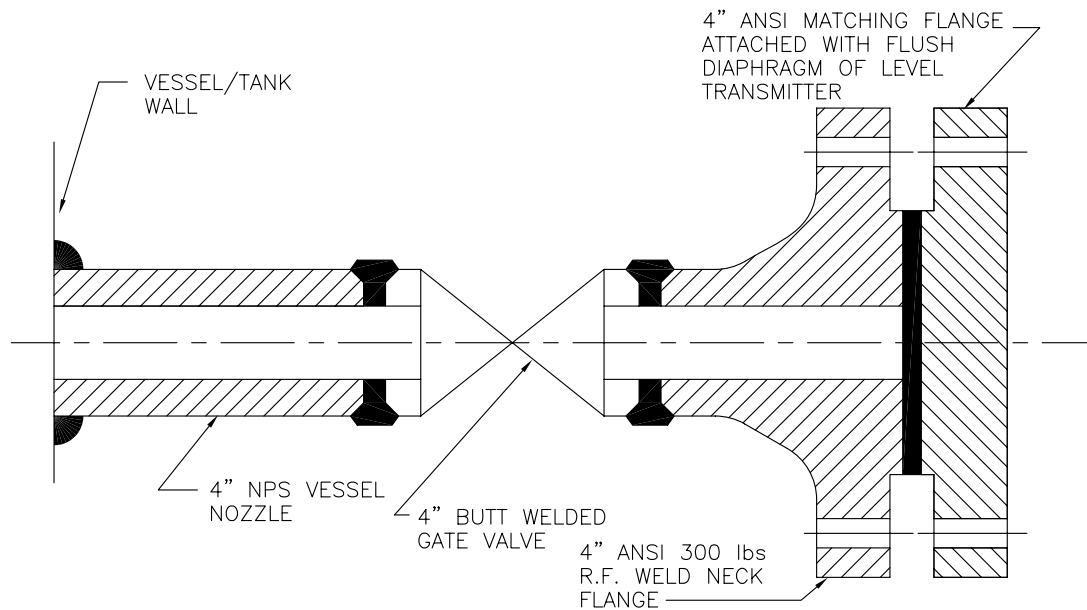 4” ANSI MATCHING FLANGE
ATTACHED WITH FLUSH
DIAPHRAGM OF LEVEL
TRANSMITTER
VESSEL/TANK
WALL
4” NPS VESSEL
NOZZLE
4” BUTT WELDED
GATE VALVE
4” ANSI 300 lbs
R.F. WELD NECK
FLANGE